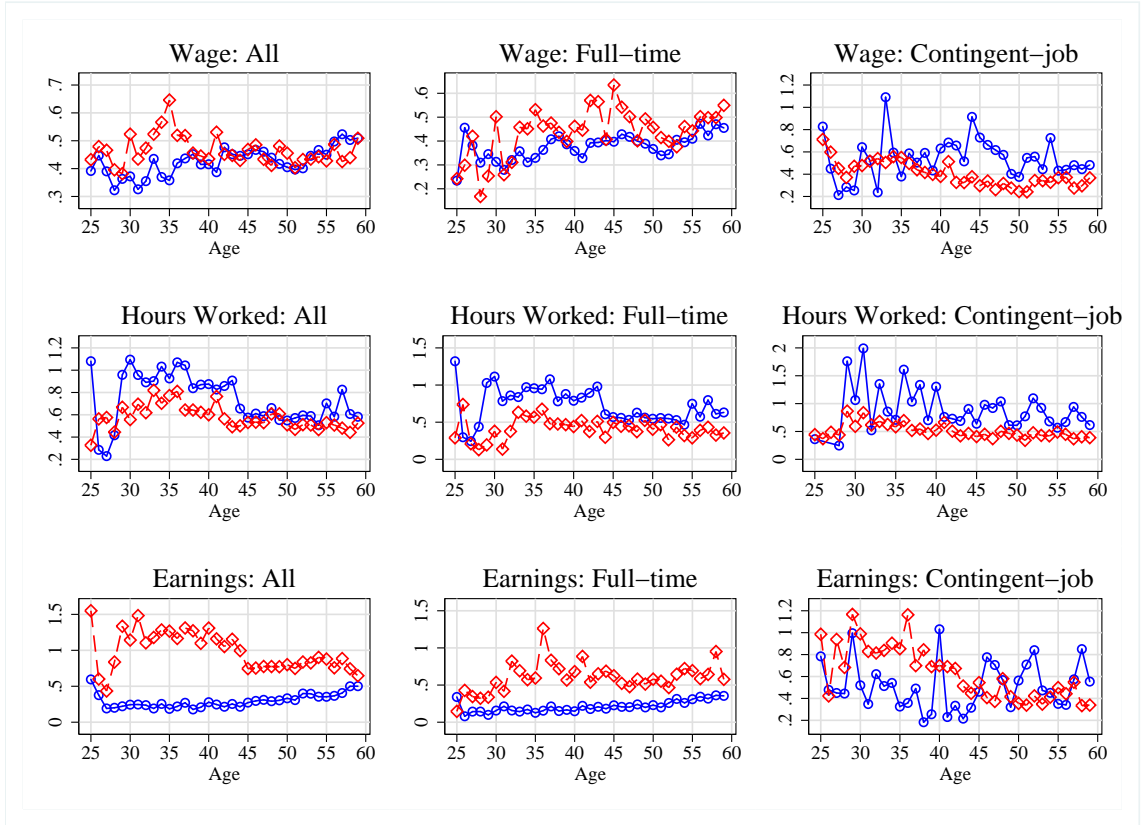 Wage: All
.3 .4 .5 .6 .7
25 30 35 40 45 50 55 60
Age
Wage: Full−time
.2 .3 .4 .5 .6
25 30 35 40 45 50 55 60
Age
Wage: Contingent−job
.2 .4 .6 .8 1 1.2
25 30 35 40 45 50 55 60
Age
Hours Worked: All
.2 .4 .6 .8 1 1.2
25 30 35 40 45 50 55 60
Age
Hours Worked: Full−time
0 .5 1 1.5
25 30 35 40 45 50 55 60
Age
Hours Worked: Contingent−job
0 .5 1 1.5 2
25 30 35 40 45 50 55 60
Age
Earnings: All
0 .5 1 1.5
25 30 35 40 45 50 55 60
Age
Earnings: Full−time
0 .5 1 1.5
25 30 35 40 45 50 55 60
Age
Earnings: Contingent−job
.2 .4 .6 .8 1 1.2
25 30 35 40 45 50 55 60
Age